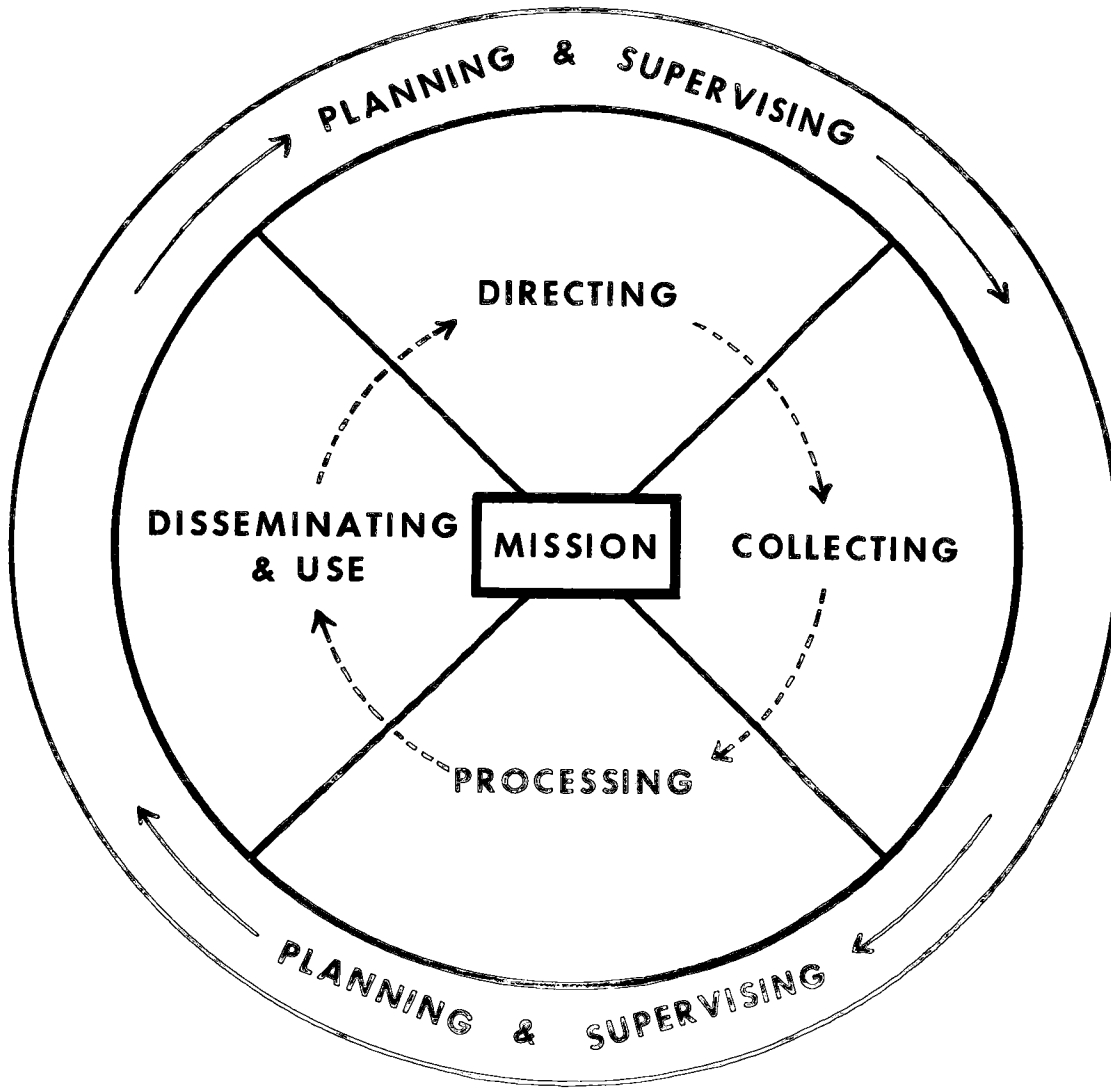 PLANNING & SUPERVISING
DIRECTING
DISSEMINATING
& USE
MISSION
COLLECTING
PROCESSING
PLANNING & SUPERVISING